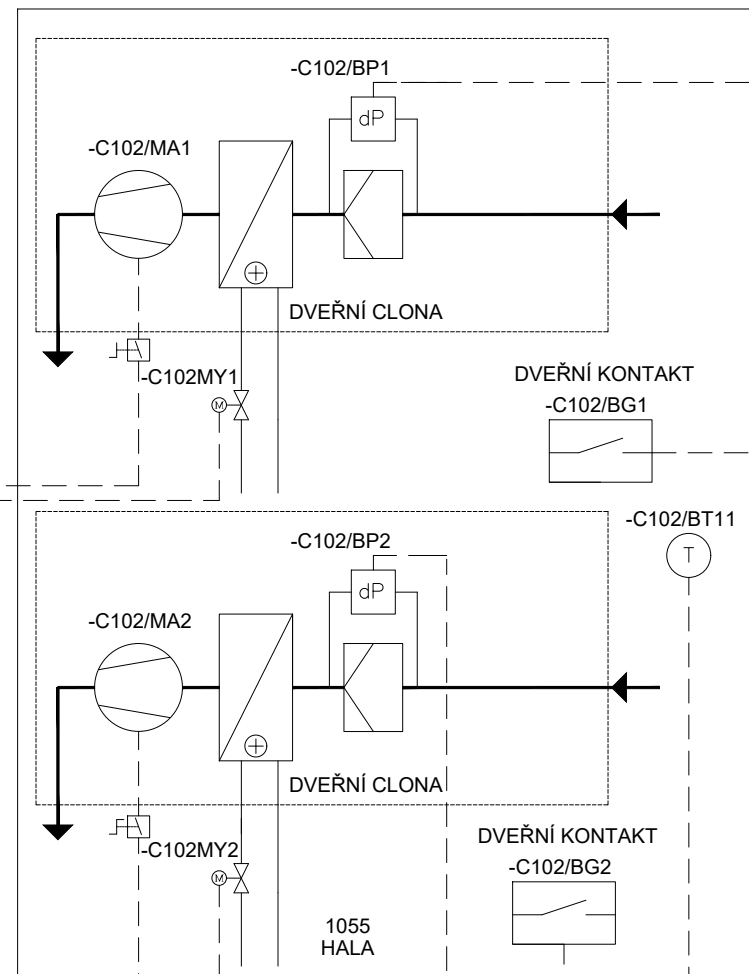 -C102/BP1
dP
-C102/MA1
DVEŘNÍ CLONA
-C102MY1
M
DVEŘNÍ KONTAKT
-C102/BG1
-C102/BT11
T
-C102/BP2
dP
-C102/MA2
DVEŘNÍ CLONA
-C102MY2
M
DVEŘNÍ KONTAKT
-C102/BG2
1055
HALA